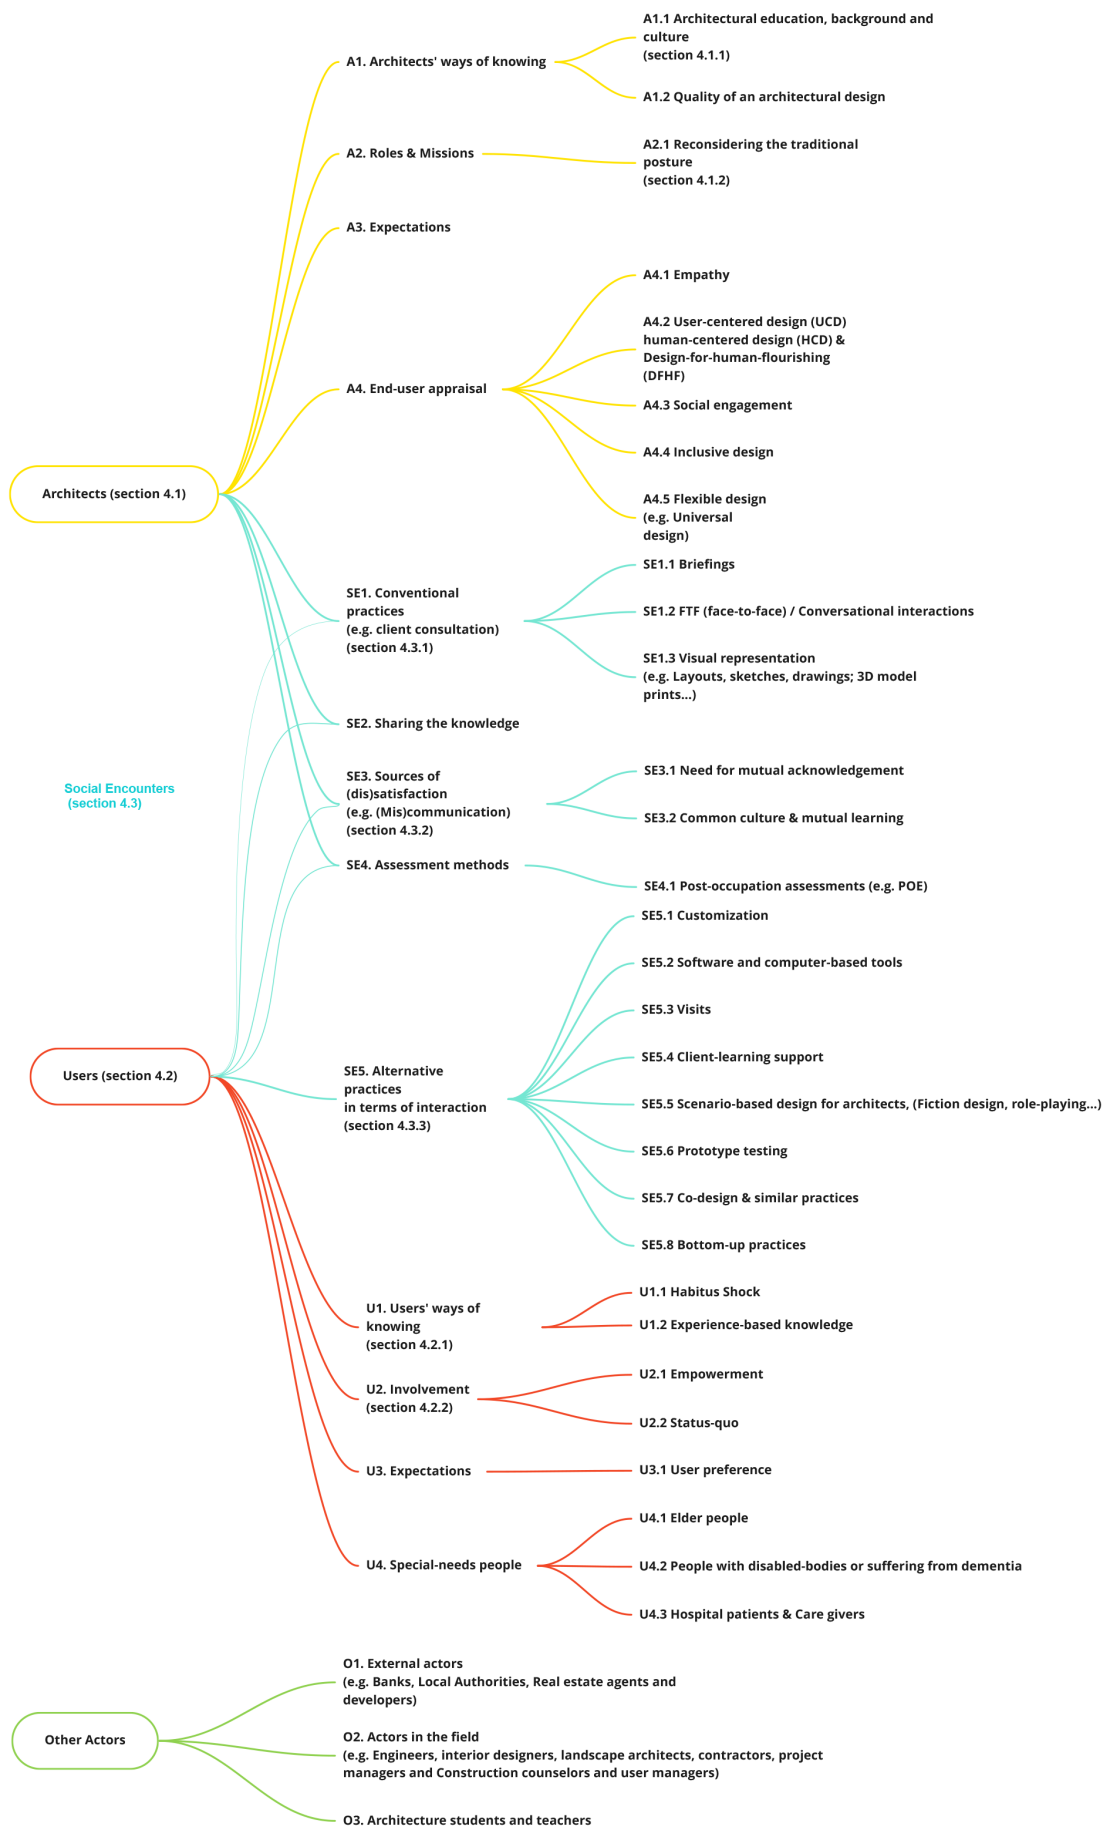 Architects (section 4.1)
A1. Architects' ways of knowing
A1.1 Architectural education, background and
culture
(section 4.1.1)
A1.2 Quality of an architectural design
A2. Roles & Missions
A2.1 Reconsidering the traditional
posture
(section 4.1.2)
A3. Expectations
A4. End-user appraisal
A4.1 Empathy
A4.2 User-centered design (UCD)
human-centered design (HCD) &
Design-for-human-flourishing
(DFHF)
A4.3 Social engagement
A4.4 Inclusive design
A4.5 Flexible design
(e.g. Universal
design)
Social Encounters
(section 4.3)
SE1. Conventional
practices
(e.g. client consultation)
(section 4.3.1)
SE1.1 Briefings
SE1.2 FTF (face-to-face) / Conversational interactions
SE1.3 Visual representation
(e.g. Layouts, sketches, drawings; 3D model
prints...)
SE2. Sharing the knowledge
SE3. Sources of
(dis)satisfaction
(e.g. (Mis)communication)
(section 4.3.2)
SE3.1 Need for mutual acknowledgement
SE3.2 Common culture & mutual learning
SE4. Assessment methods
SE4.1 Post-occupation assessments (e.g. POE)
SE5. Alternative
practices
in terms of interaction
(section 4.3.3)
SE5.1 Customization
SE5.2 Software and computer-based tools
SE5.3 Visits
SE5.4 Client-learning support
SE5.5 Scenario-based design for architects, (Fiction design, role-playing...)
SE5.6 Prototype testing
SE5.7 Co-design & similar practices
SE5.8 Bottom-up practices
Users (section 4.2)
U1. Users' ways of
knowing
(section 4.2.1)
U1.1 Habitus Shock
U1.2 Experience-based knowledge
U2. Involvement
(section 4.2.2)
U2.1 Empowerment
U2.2 Status-quo
U3. Expectations
U3.1 User preference
U4. Special-needs people
U4.1 Elder people
U4.2 People with disabled-bodies or suffering from dementia
U4.3 Hospital patients & Care givers
Other Actors
O1. External actors
(e.g. Banks, Local Authorities, Real estate agents and
developers)
O2. Actors in the field
(e.g. Engineers, interior designers, landscape architects, contractors, project
managers and Construction counselors and user managers)
O3. Architecture students and teachers